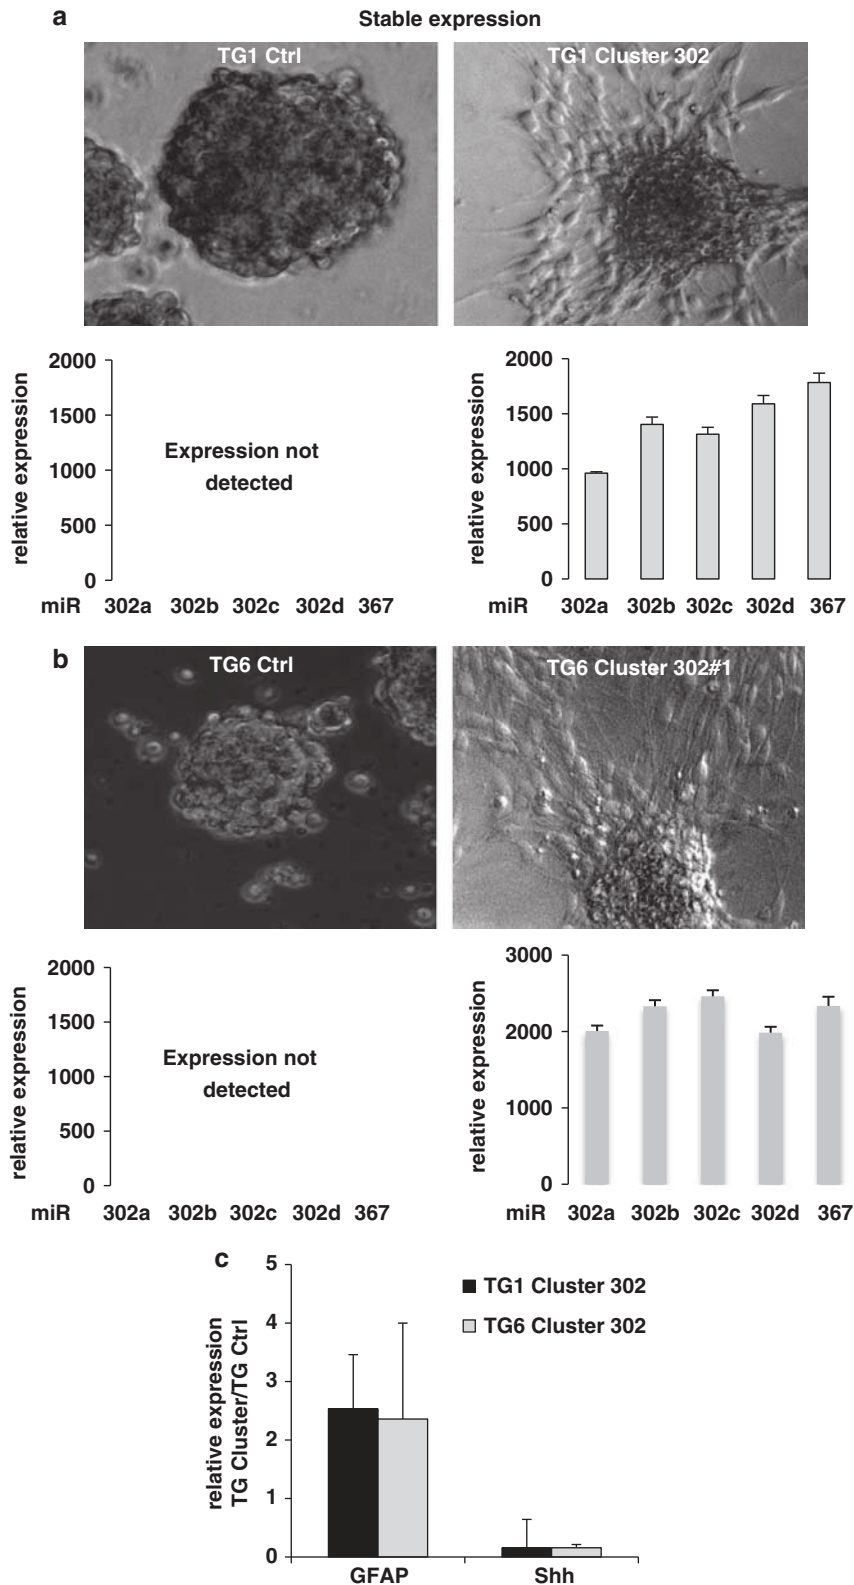 a
Stable expression
TG1 Ctrl
TG1 Cluster 302
relative expression
2000
1500
1000
500
0
Expression not
detected
miR 302a 302b 302c 302d 367
relative expression
2000
1500
1000
500
0
miR 302a 302b 302c 302d 367
b
TG6 Ctrl
TG6 Cluster 302#1
relative expression
2000
1500
1000
500
0
Expression not
detected
miR 302a 302b 302c 302d 367
relative expression
3000
2000
1000
0
miR 302a 302b 302c 302d 367
c
relative expression
TG Cluster/TG Ctrl
5
4
3
2
1
0
TG1 Cluster 302
TG6 Cluster 302
GFAP Shh